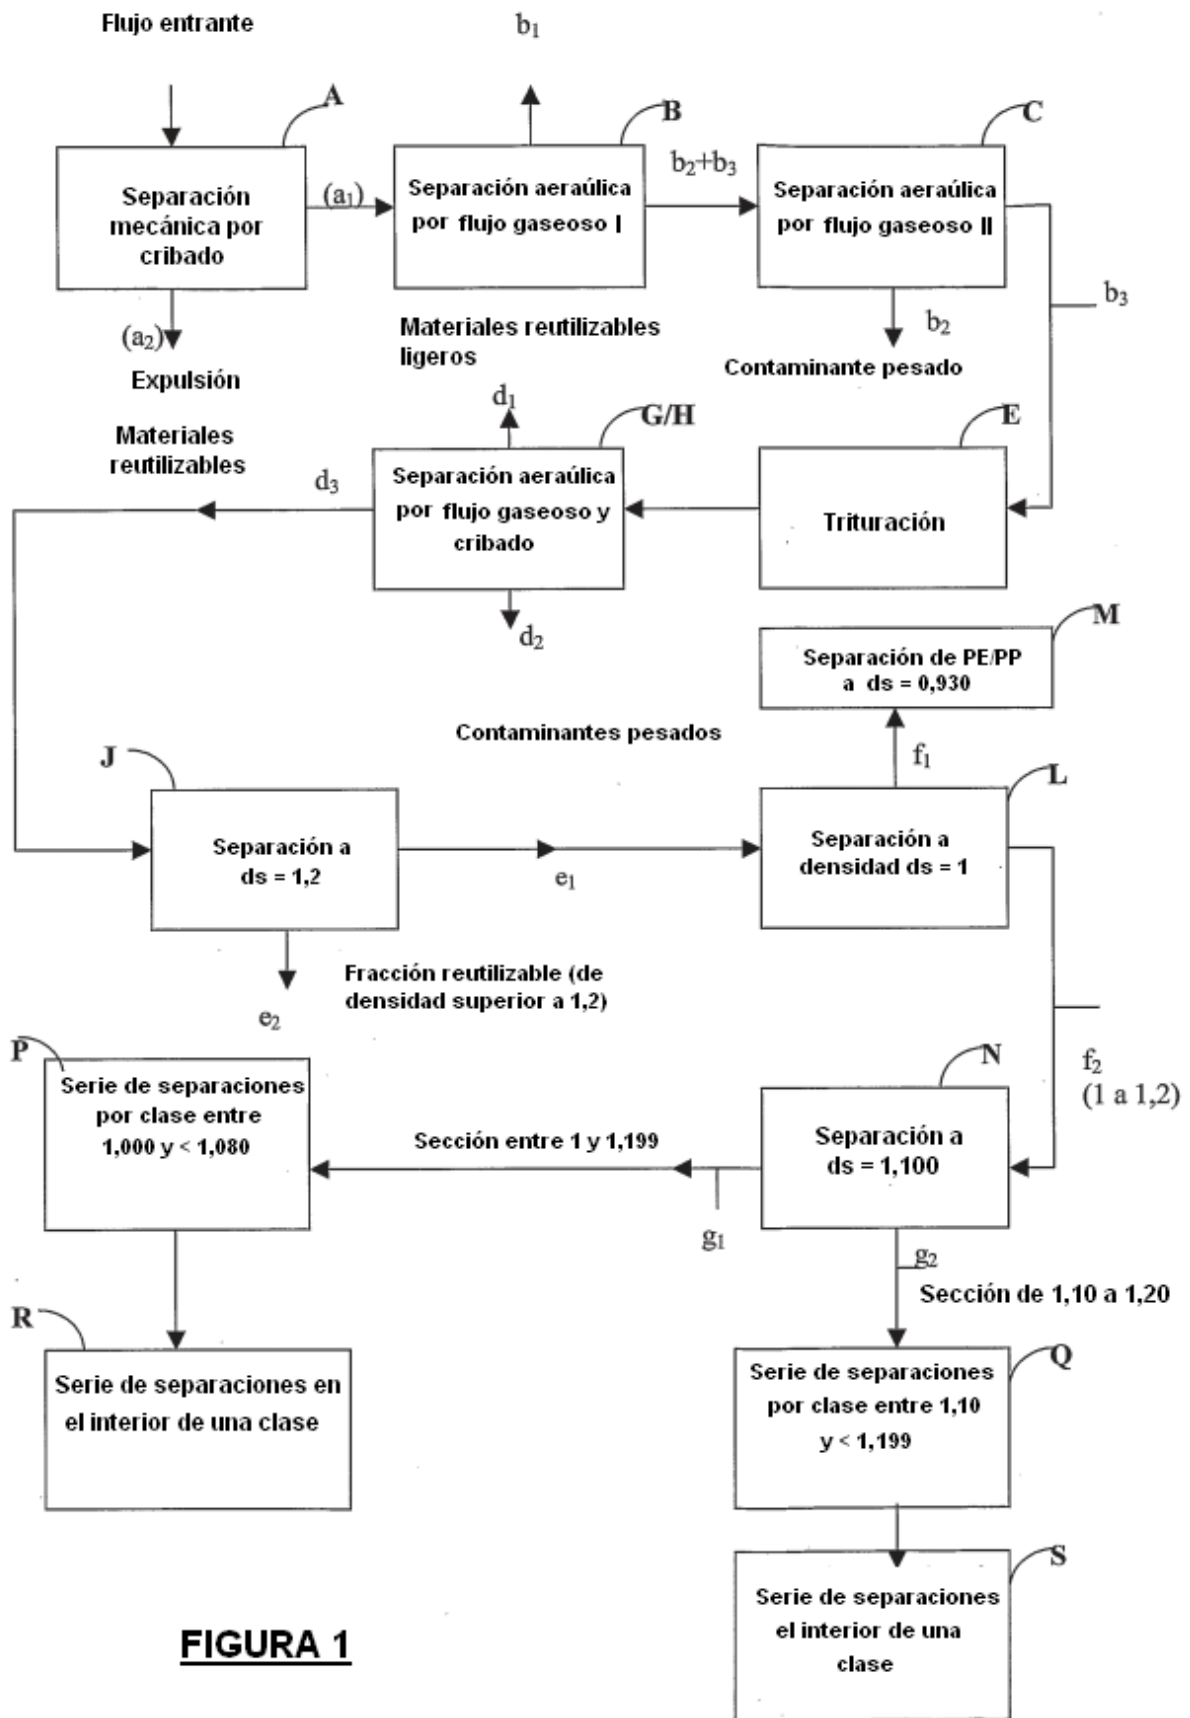 Flujo entrante
b1
A
B
C
Separación
mecánica por
cribado
(a1)
Separación aeraúlica
por flujo gaseoso I
b2+b3
Separación aeraúlica
por flujo gaseoso II
b3
(a2)
Expulsión
Materiales reutilizables
ligeros
b2
Contaminante pesado
Materiales
reutilizables
d1
G/H
E
d3
Separación aeraúlica
por flujo gaseoso y
cribado
Trituración
d2
M
Separación de PE/PP
a ds = 0,930
Contaminantes pesados
f1
J
L
Separación a
ds = 1,2
e1
Separación a
densidad ds = 1
Fracción reutilizable (de
densidad superior a 1,2)
e2
P
N
f2
(1 a 1,2)
Serie de separaciones
por clase entre
1,000 y < 1,080
Sección entre 1 y 1,199
Separación a
ds = 1,100
g1
g2
Sección de 1,10 a 1,20
R
Q
Serie de separaciones en
el interior de una clase
Serie de separaciones
por clase entre 1,10
y < 1,199
S
Serie de separaciones
el interior de una
clase
FIGURA 1